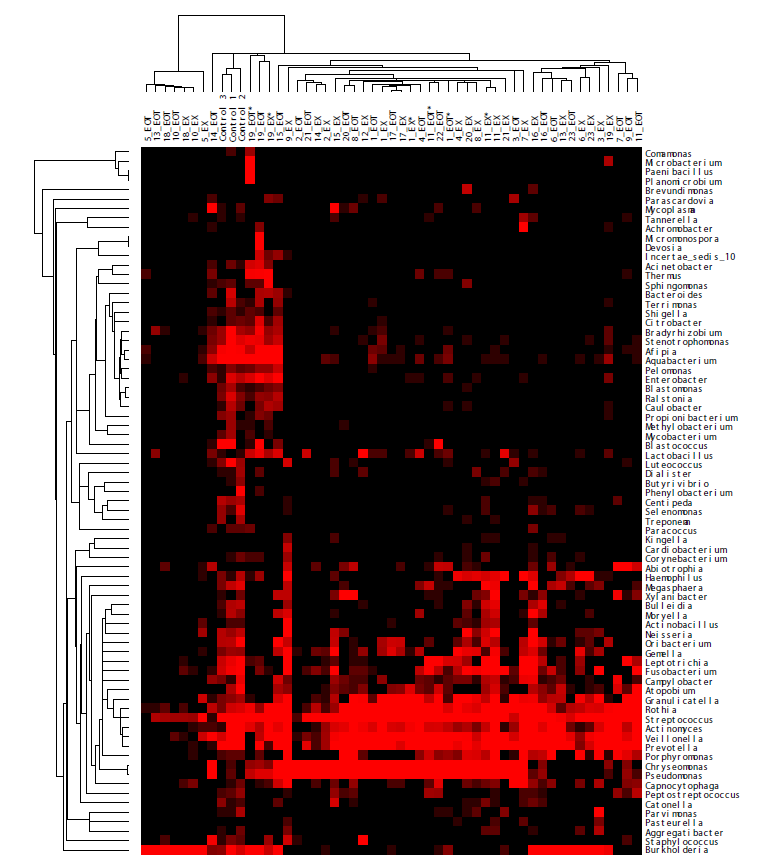 5_EOT
13_EOT
18_EOT
10_EOT
18_EX
10_EX
5_EX
Control 3
Control 1
Control 2
19_EOT*
19_EOT
19_EX*
15_EOT
9_EX
2_EOT
21_EOT
14_EX
2_EX
15_EX
20_EOT
8_EOT
12_EX
1_EOT
1_EX
17_EOT
17_EX
1_EX*
4_EOT
11_EOT*
22_EOT
1_EOT*
4_EX
20_EX
8_EX
11_EX*
11_EX
21_EX
3_EOT
7_EX
16_EX
16_EOT
6_EOT
13_EX
23_EOT
6_EX
23_EX
3_EX
19_EX
7_EOT
9_EOT
11_EOT
Comamonas
Microbacterium
Paenibacillus
Planomicrobium
Brevundimonas
Parascardovia
Mycoplasma
Tannerella
Achromobacter
Micromonospora
Devosia
Incertae_sedis_10
Acinetobacter
Thermus
Sphingomonas
Bacteroides
Terrimonas
Shigella
Citrobacter
Bradyrhizobium
Stenotrophomonas
Afipia
Aquabacterium
Pelomonas
Enterobacter
Blastomonas
Ralstonia
Caulobacter
Propionibacterium
Methylobacterium
Mycobacterium
Blastococcus
Lactobacillus
Luteococcus
Dialister
Butyrivibrio
Phenylobacterium
Centipeda
Selenomonas
Treponema
Paracoccus
Kingella
Cardiobacterium
Corynebacterium
Abiotrophia
Haemophilus
Megasphaera
Xylanibacter
Bulleidia
Moryella
Actinobacillus
Neisseria
Oribacterium
Gemella
Leptotrichia
Fusobacterium
Campylobacter
Atopobium
Granulicatella
Rothia
Streptococcus
Actinomyces
Veillonella
Prevotella
Porphyromonas
Chryseomonas
Pseudomonas
Capnocytophaga
Peptostreptococcus
Catonella
Parvimonas
Pasteurella
Aggregatibacter
Staphylococcus
Burkholderia